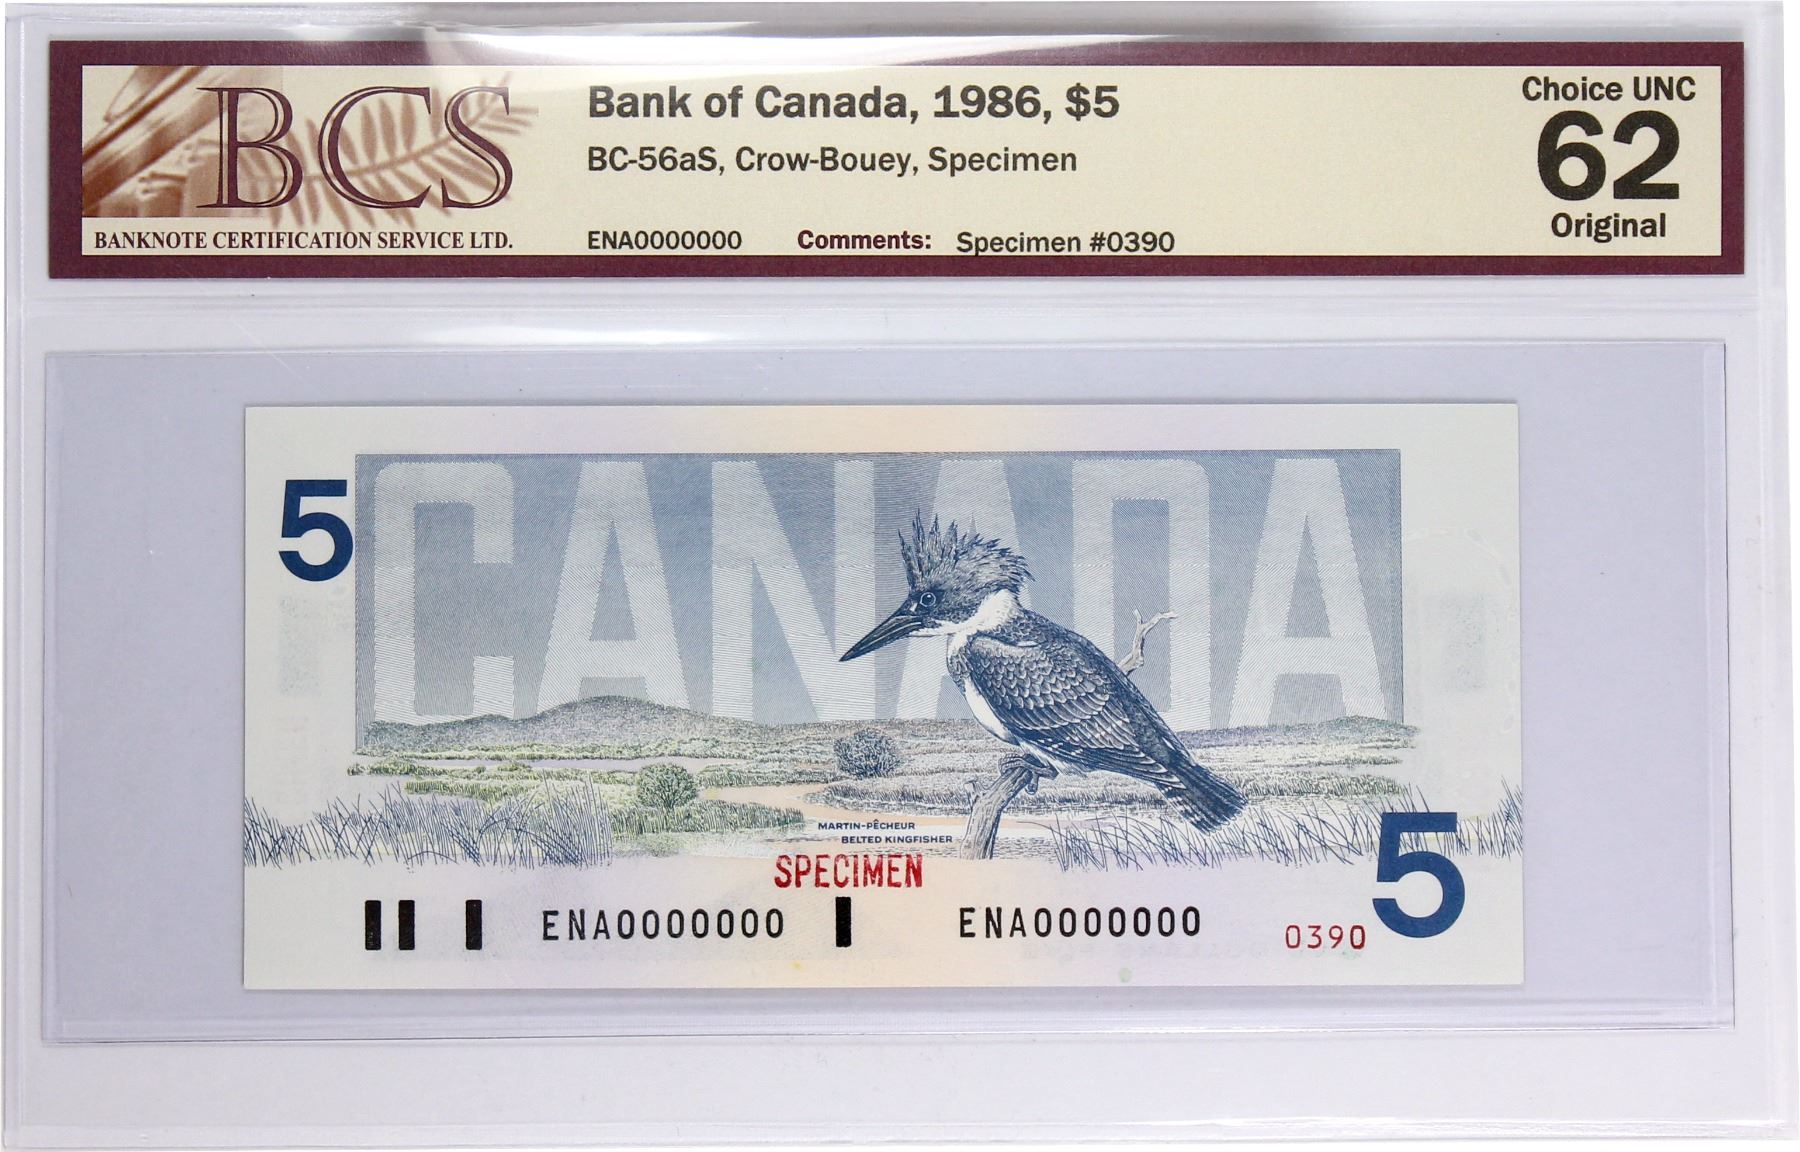 BCS
BANKNOTE CERTIFICATION SERVICE LTD.
Bank of Canada, 1986, $5
BC-56aS, Crow-Bouey, Specimen
ENA0000000 Comments: Specimen #0390
Choice UNC
62
Original
5
CANADA
MARTIN-PÊCHEUR
BELTED KINGFISHER
SPECIMEN
ENA0000000 ENA0000000
0390
5